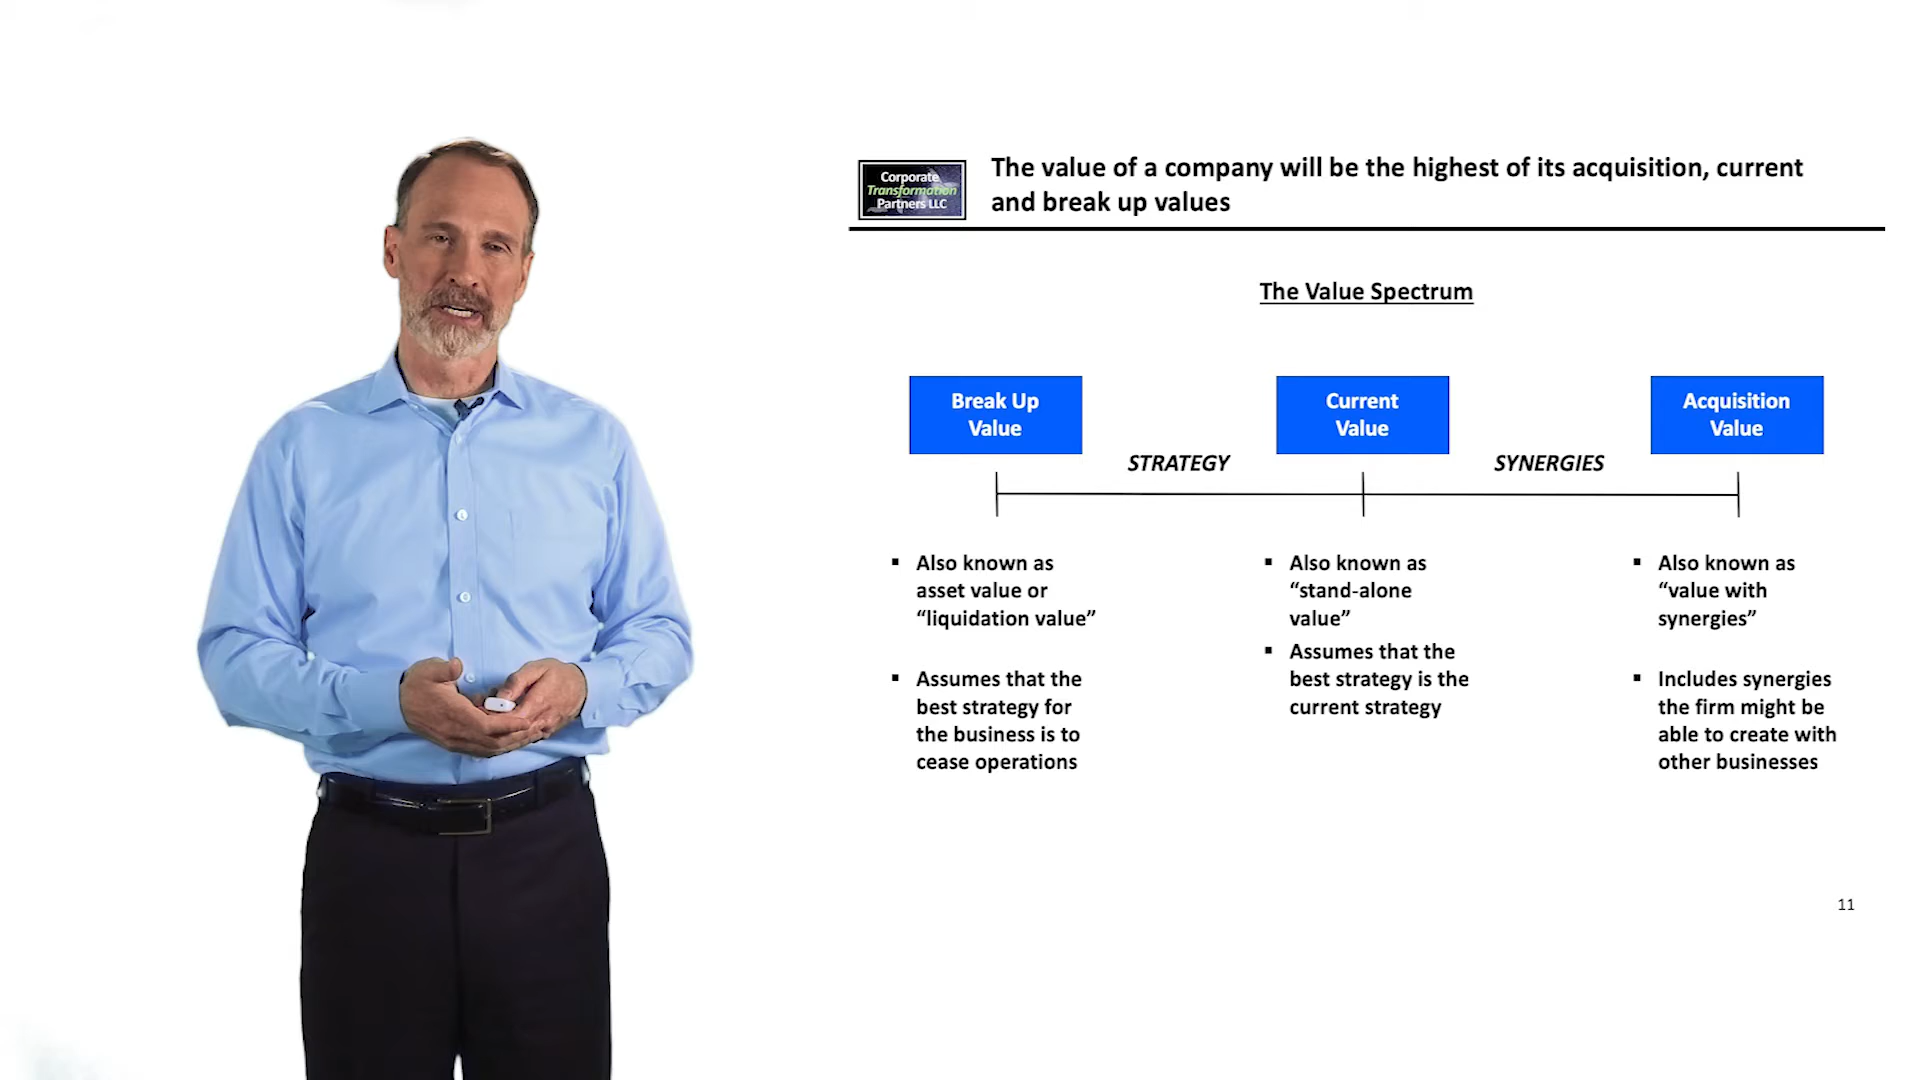 Corporate
Transformation
Partners LLC
The value of a company will be the highest of its acquisition, current
and break up values
The Value Spectrum
Break Up
Value
Current
Value
Acquisition
Value
STRATEGY
SYNERGIES
▪ Also known as
asset value or
“liquidation value”
▪ Assumes that the
best strategy for
the business is to
cease operations
▪ Also known as
“stand-alone
value”
▪ Assumes that the
best strategy is the
current strategy
▪ Also known as
“value with
synergies”
▪ Includes synergies
the firm might be
able to create with
other businesses
11